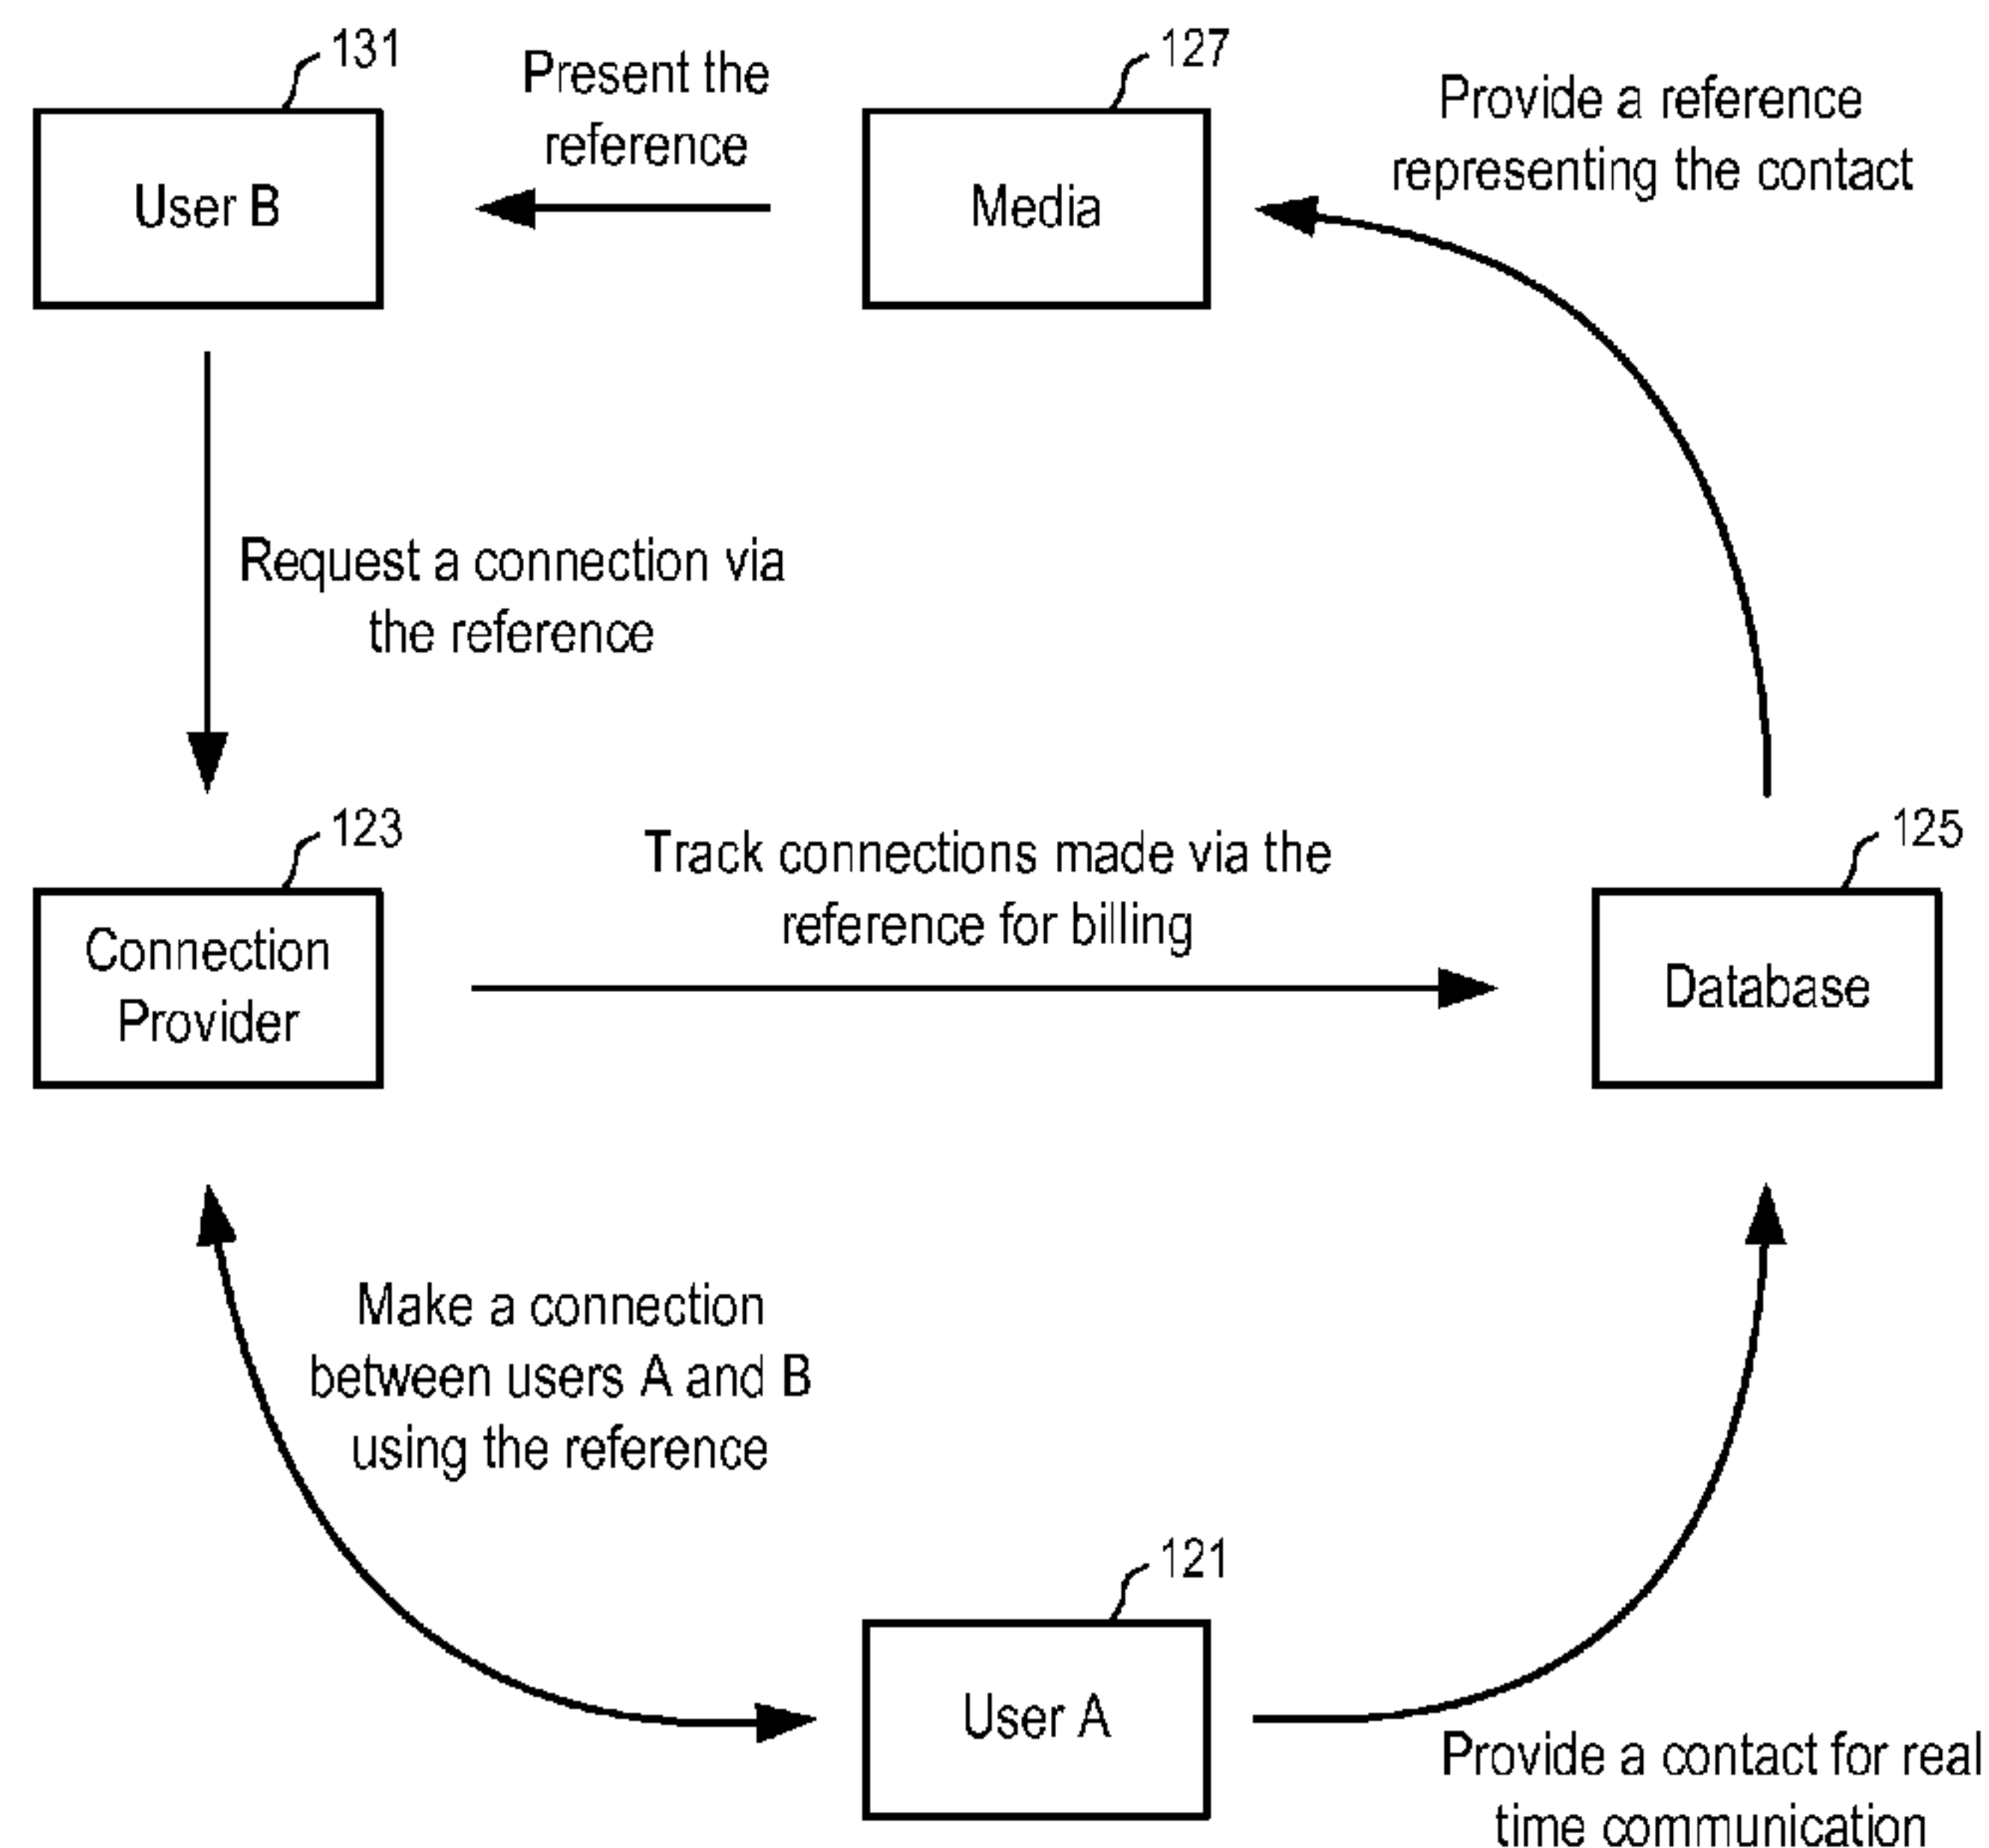 131
Present the
reference
127
Provide a reference
representing the contact
User B
Media
Request a connection via
the reference
123
Track connections made via the
reference for billing
125
Connection
Provider
Database
Make a connection
between users A and B
using the reference
121
User A
Provide a contact for real
time communication